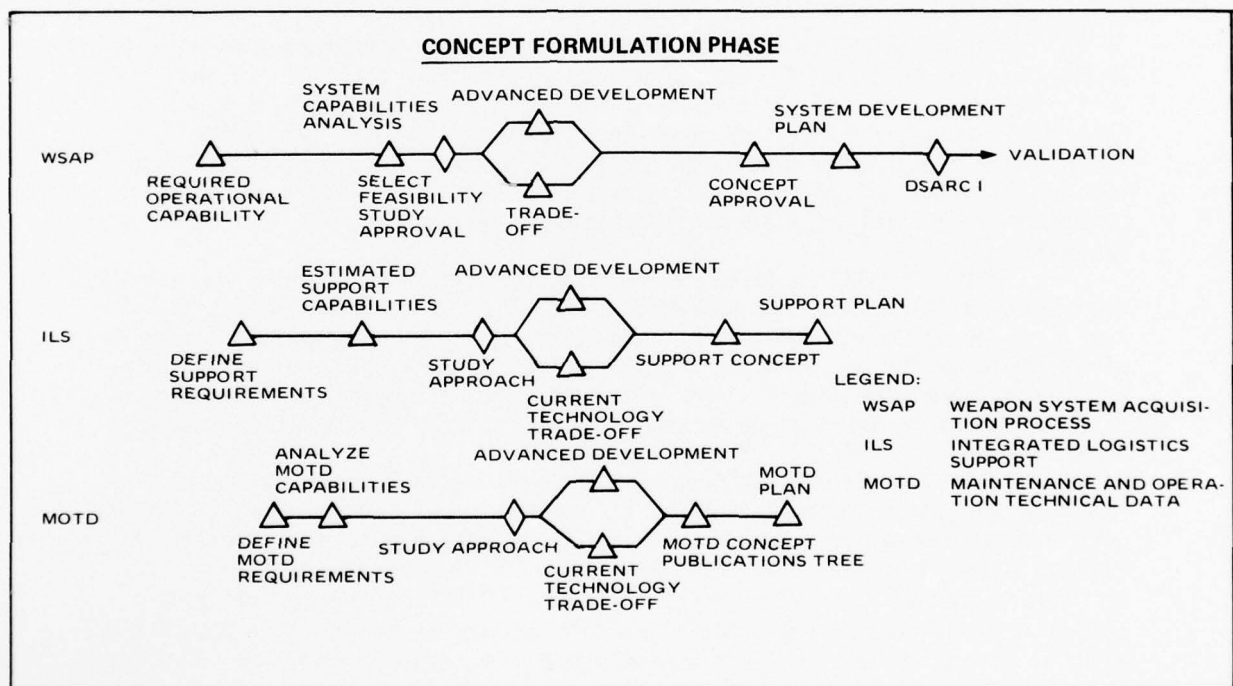 CONCEPT FORMULATION PHASE
SYSTEM
CAPABILITIES
ANALYSIS
ADVANCED DEVELOPMENT
SYSTEM DEVELOPMENT
PLAN
WSAP
VALIDATION
REQUIRED
OPERATIONAL
CAPABILITY
SELECT
FEASIBILITY
STUDY
APPROVAL
TRADE-
OFF
CONCEPT
APPROVAL
DSARC I
ESTIMATED
SUPPORT
CAPABILITIES
ADVANCED DEVELOPMENT
SUPPORT PLAN
ILS
DEFINE
SUPPORT
REQUIREMENTS
STUDY
APPROACH
CURRENT
TECHNOLOGY
TRADE-OFF
SUPPORT CONCEPT
LEGEND:
WSAP WEAPON SYSTEM ACQUISI-
TION PROCESS
ILS INTEGRATED LOGISTICS
SUPPORT
MOTD MAINTENANCE AND OPERA-
TION TECHNICAL DATA
ANALYZE
MOTD
CAPABILITIES
ADVANCED DEVELOPMENT
MOTD
PLAN
MOTD
DEFINE
MOTD
REQUIREMENTS
STUDY APPROACH
CURRENT
TECHNOLOGY
TRADE-OFF
MOTD CONCEPT
PUBLICATIONS TREE